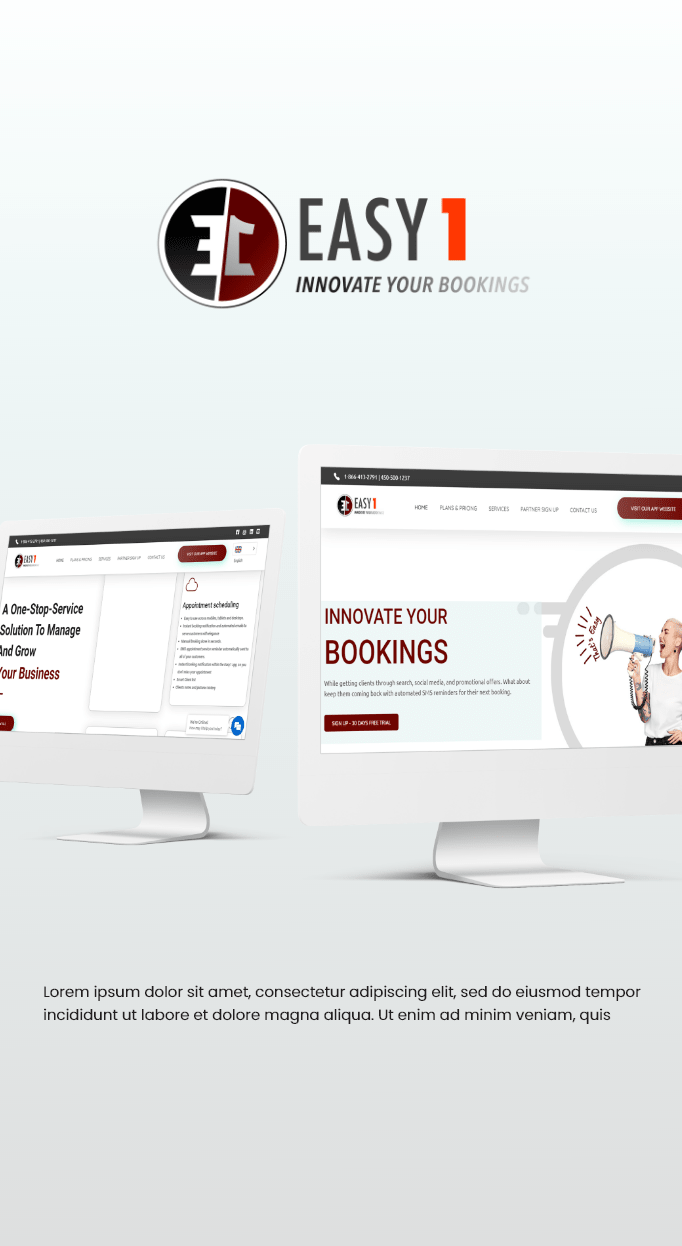 EASY 1
INNOVATE YOUR BOOKINGS
1-866-413-2791 | 450-500-1237
EASY 1
HOME PLANS & PRICING SERVICES PARTNER SIGN UP CONTACT US VISIT OUR APP WEBSITE
INNOVATE YOUR
BOOKINGS
While getting clients through search, social media, and promotional offers. What about
keep them coming back with automated SMS reminders for their next booking.
SIGN UP - 30 DAYS FREE TRIAL
That's Easy
EASY 1
HOME PLANS & PRICING SERVICES PARTNER SIGN UP CONTACT US VISIT OUR APP WEBSITE
English
A One-Stop-Service
Solution To Manage
And Grow
Your Business
Appointment scheduling
Lorem ipsum dolor sit amet, consectetur adipiscing elit, sed do eiusmod tempor
incididunt ut labore et dolore magna aliqua. Ut enim ad minim veniam, quis